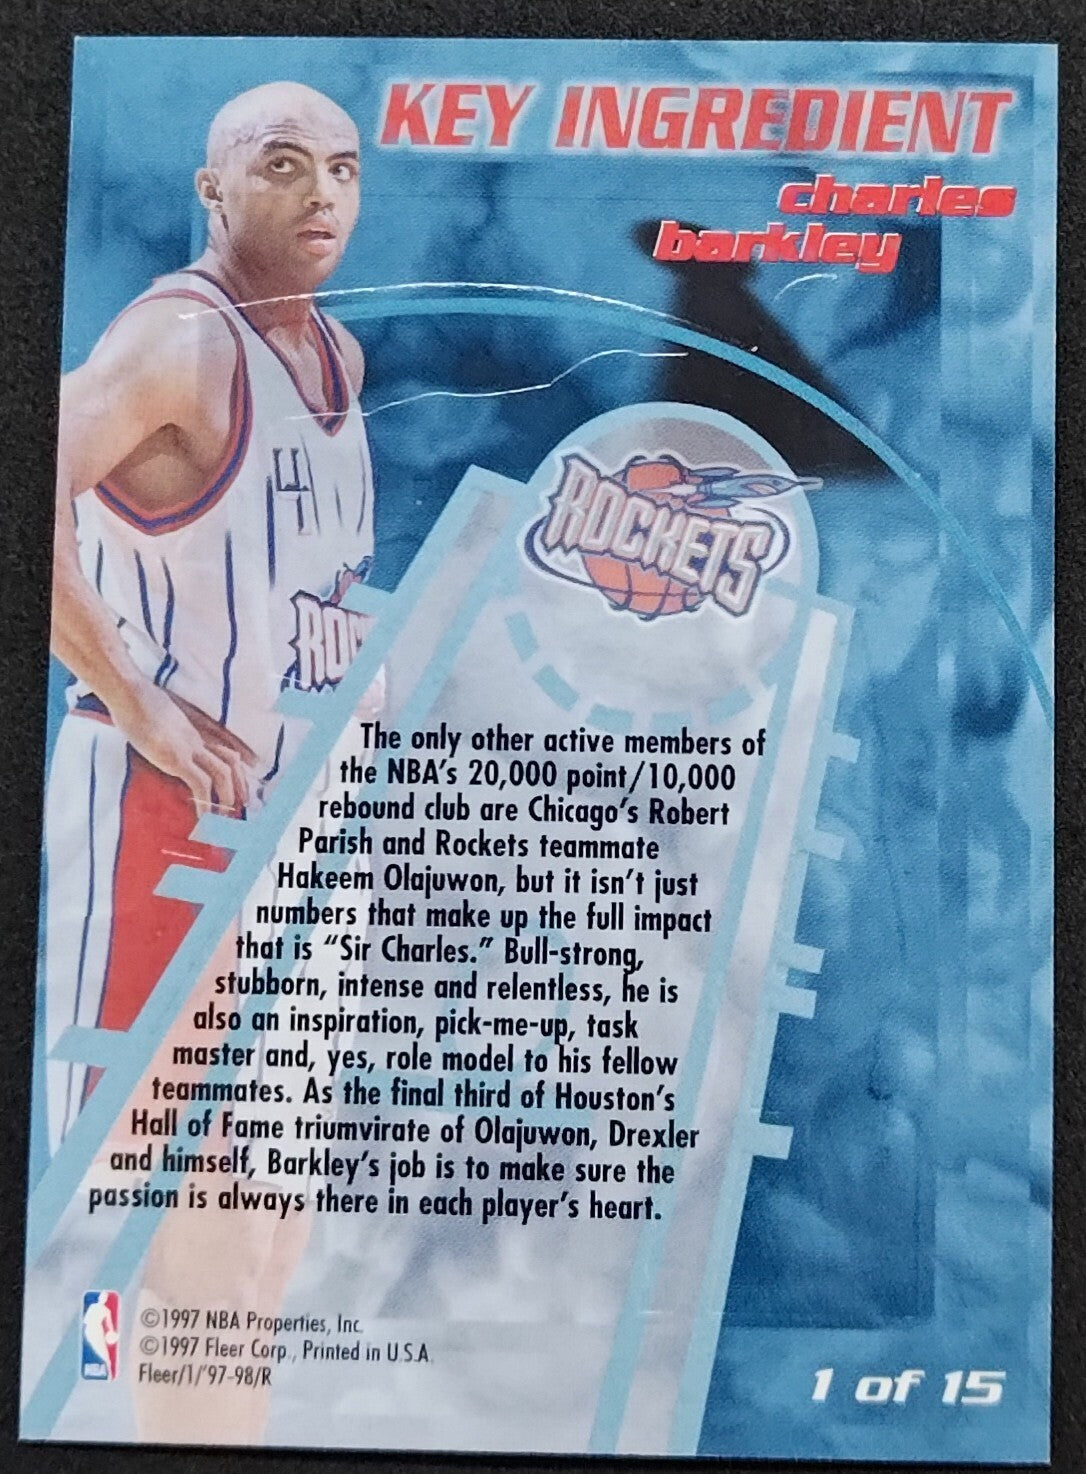 KEY INGREDIENT
charles
barkley
4
ROCKETS
ROC
The only other active members of
the NBA's 20,000 point/10,000
rebound club are Chicago's Robert
Parish and Rockets teammate
Hakeem Olajuwon, but it isn't just
numbers that make up the full impact
that is “Sir Charles.” Bull-strong,
stubborn, intense and relentless, he is
also an inspiration, pick-me-up, task
master and, yes, role model to his fellow
teammates. As the final third of Houston's
Hall of Fame triumvirate of Olajuwon, Drexler
and himself, Barkley's job is to make sure the
passion is always there in each player's heart.
NBA
©1997 NBA Properties, Inc.
©1997 Fleer Corp., Printed in U.S.A.
Fleer/1/'97-98/R
1 of 15